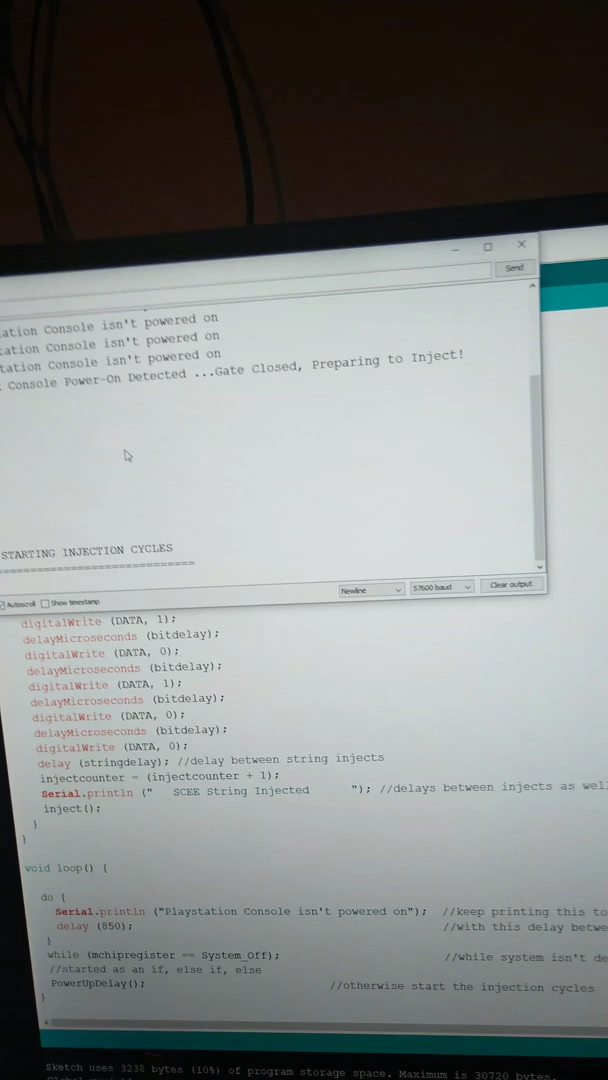 Send
ation Console isn't powered on
tation Console isn't powered on
tation Console isn't powered on
Console Power-On Detected ...Gate Closed, Preparing to Inject!
STARTING INJECTION CYCLES
============================
Autoscroll Show timestamp Newline 57600 baud Clear output
digitalWrite (DATA, 1);
delayMicroseconds (bitdelay);
digitalWrite (DATA, 0);
delayMicroseconds (bitdelay);
digitalWrite (DATA, 1);
delayMicroseconds (bitdelay);
digitalWrite (DATA, 0);
delayMicroseconds (bitdelay);
digitalWrite (DATA, 0);
delay (stringdelay); //delay between string injects
injectcounter = (injectcounter + 1);
Serial.println ("   SCEE String Injected      "); //delays between injects as well
inject();
}
}
void loop() {
do {
Serial.println ("Playstation Console isn't powered on"); //keep printing this to
delay (850); //with this delay betwe
}
while (mchipregister == System_Off); //while system isn't de
//started as an if, else if, else
PowerUpDelay(); //otherwise start the injection cycles
}
Sketch uses 3238 bytes (10%) of program storage space. Maximum is 30720 bytes.